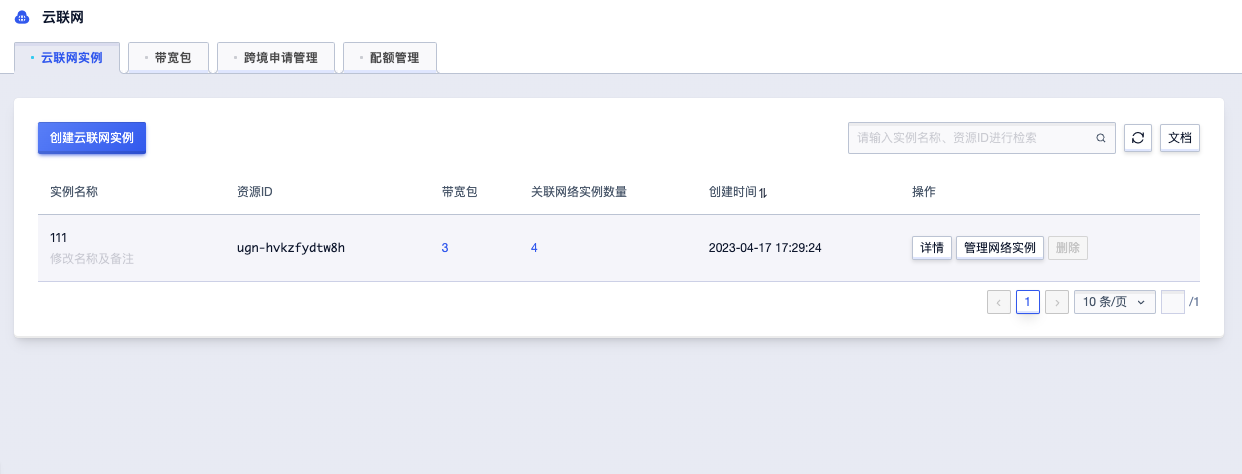 云联网
云联网实例 带宽包 跨境申请管理 配额管理
创建云联网实例 请输入实例名称、资源ID进行检索 文档
实例名称 资源ID 带宽包 关联网络实例数量 创建时间 操作
111
修改名称及备注
ugn-hvkzfydtw8h 3 4 2023-04-17 17:29:24 详情 管理网络实例 删除
1 10 条/页 /1